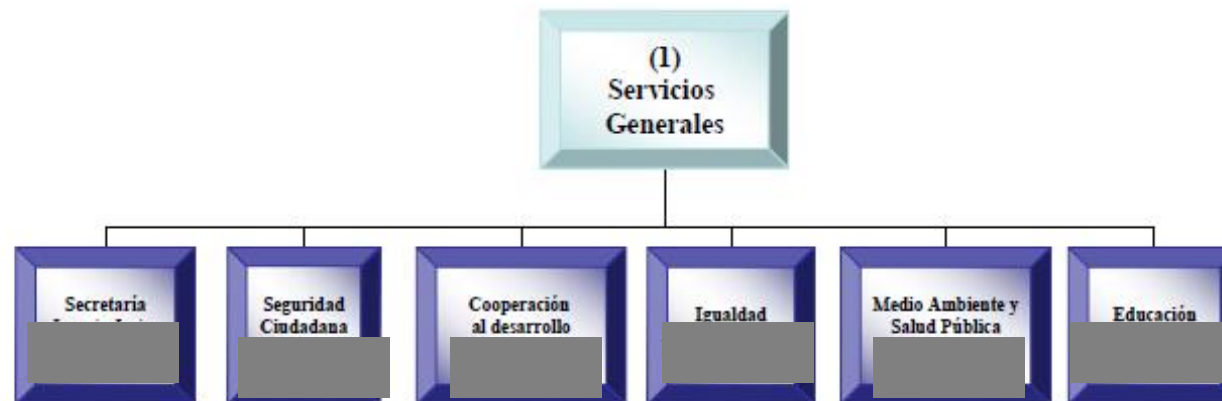 (1)
Servicios
Generales
Secretaría
Seguridad
Ciudadana
Cooperación
al desarrollo
Igualdad
Medio Ambiente y
Salud Pública
Educación